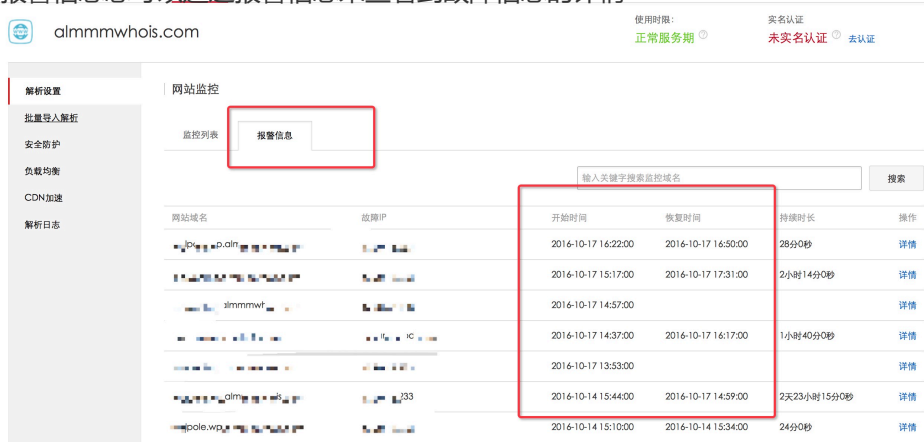 almmmwhois.com
使用时限:
正常服务期
实名认证
未实名认证 去认证
解析设置
批量导入解析
安全防护
负载均衡
CDN加速
解析日志
网站监控
监控列表 报警信息
输入关键字搜索监控域名 搜索
网站域名 故障IP 开始时间 恢复时间 持续时长 操作
2016-10-17 16:22:00 2016-10-17 16:50:00 28分0秒 详情
2016-10-17 15:17:00 2016-10-17 17:31:00 2小时14分0秒 详情
2016-10-17 14:57:00 详情
2016-10-17 14:37:00 2016-10-17 16:17:00 1小时40分0秒 详情
2016-10-17 13:53:00 详情
2016-10-14 15:44:00 2016-10-17 14:59:00 2天23小时15分0秒 详情
2016-10-14 15:10:00 2016-10-14 15:34:00 24分0秒 详情